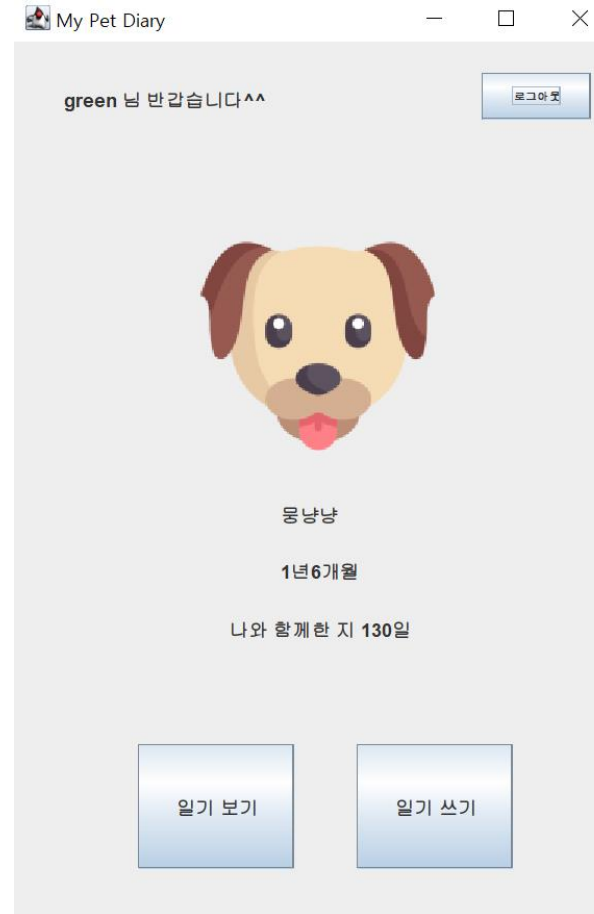 My Pet Diary
green 님 반갑습니다^^
로그아웃
뭉냥냥
1년6개월
나와 함께한 지 130일
일기 보기
일기 쓰기